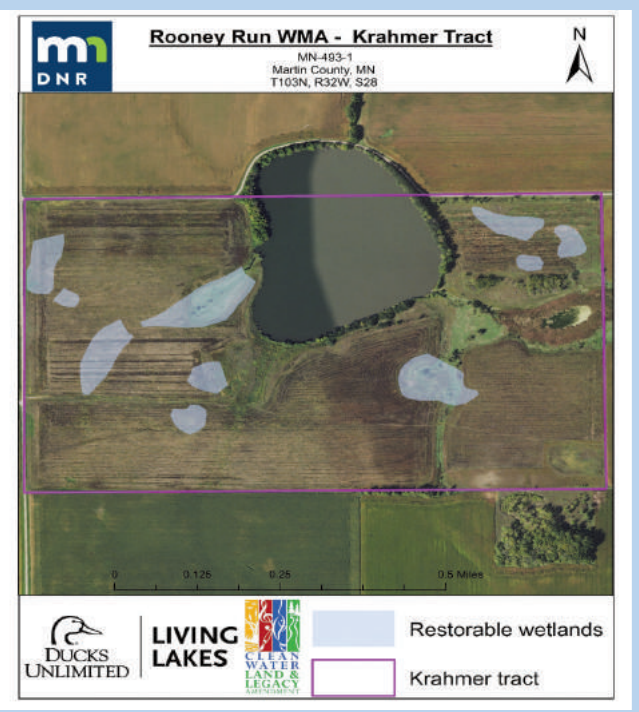 mn
DNR
Rooney Run WMA - Krahmer Tract
MN-493-1
Martin County, MN
T103N, R32W, S28
N
0 0.125 0.25 0.5 Miles
DUCKS
UNLIMITED
LIVING
LAKES
CLEAN
WATER
LAND &
LEGACY
AMENDMENT
Restorable wetlands
Krahmer tract